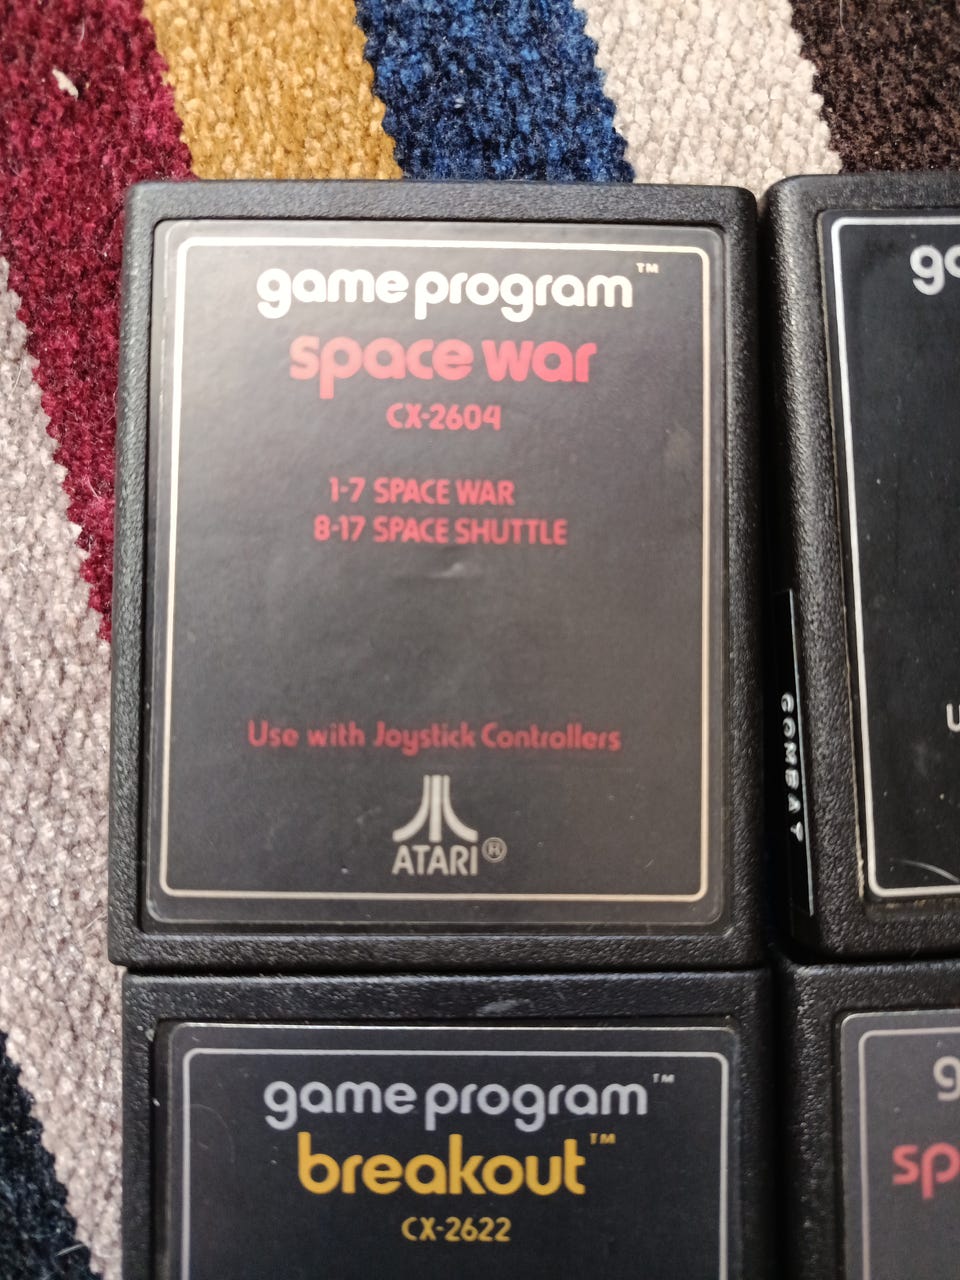 game program™
space war
CX-2604
1-7 SPACE WAR
8-17 SPACE SHUTTLE
Use with Joystick Controllers
ATARI®
COMBAT
game program™
breakout™
CX-2622
sp